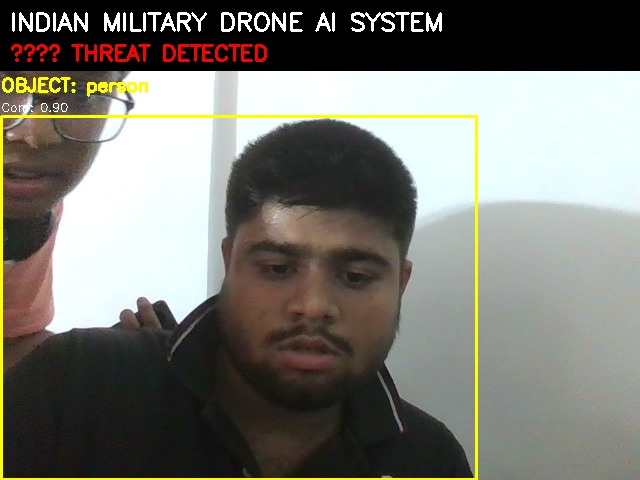 INDIAN MILITARY DRONE AI SYSTEM
???? THREAT DETECTED
OBJECT: person
Conf: 0.90